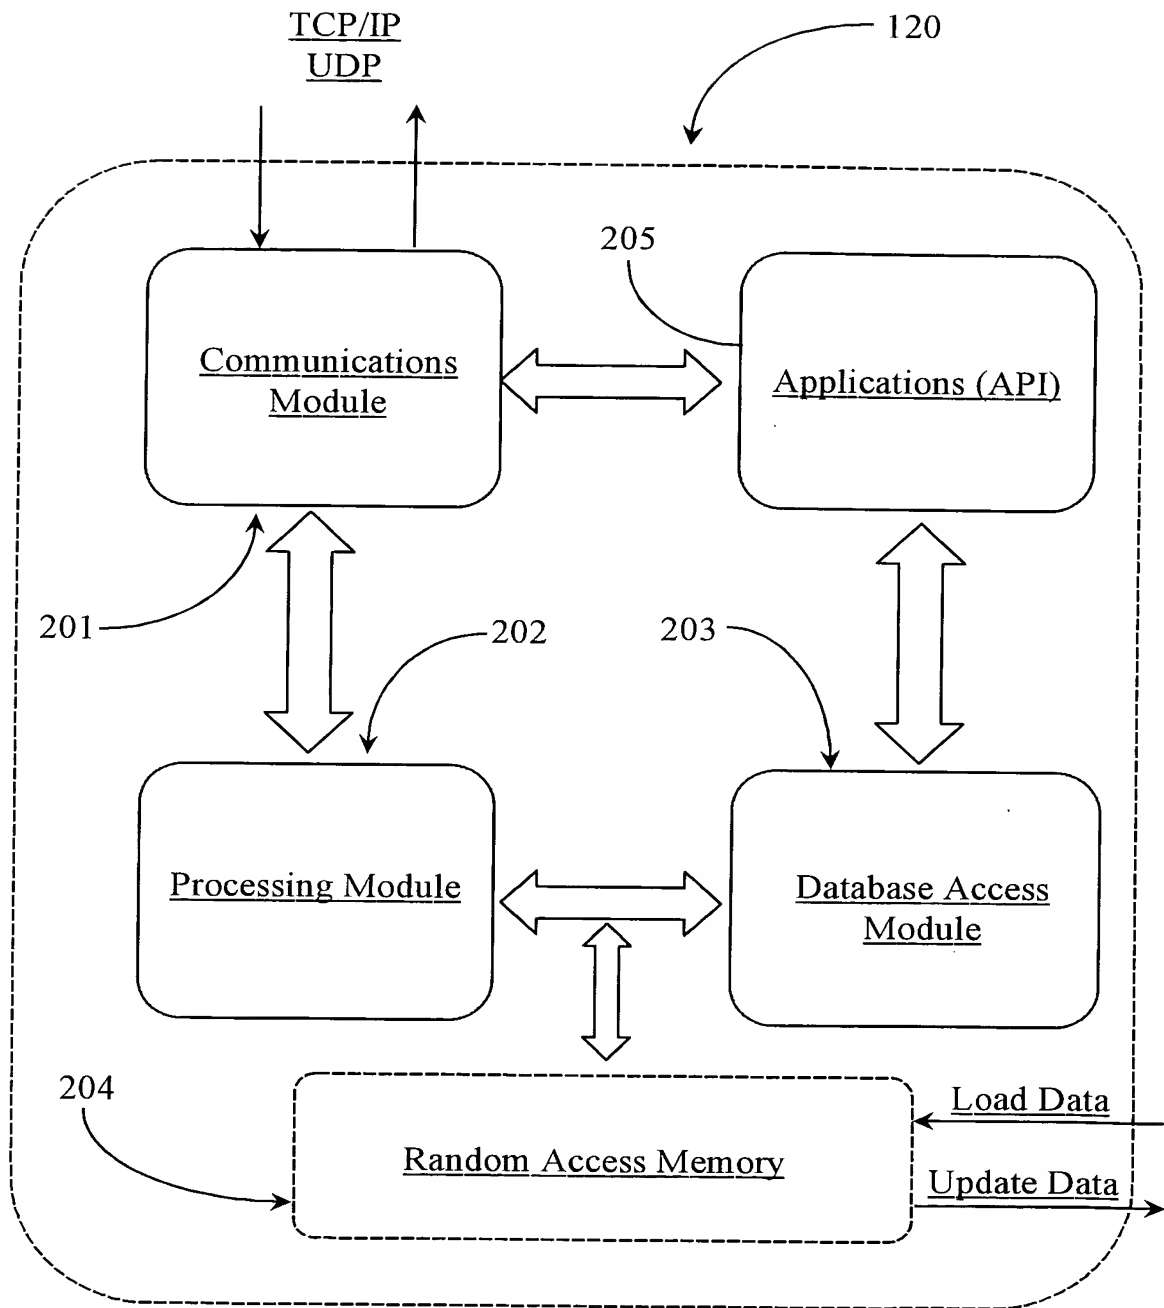 TCP/IP
UDP
120
205
Communications
Module
Applications (API)
201
202
203
Processing Module
Database Access
Module
204
Load Data
Random Access Memory
Update Data